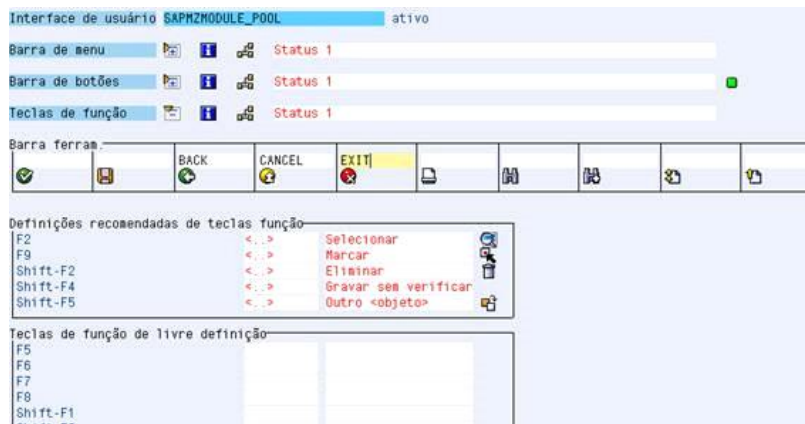 Interface de usuário SAPMZMODULE_POOL ativo
Barra de menu Status 1
Barra de botões Status 1
Teclas de função Status 1
Barra ferram.
BACK CANCEL EXIT
Definições recomendadas de teclas função
F2 <..> Selecionar
F9 <..> Marcar
Shift-F2 <..> Eliminar
Shift-F4 <..> Gravar sem verificar
Shift-F5 <..> Outro <objeto>
Teclas de função de livre definição
F5
F6
F7
F8
Shift-F1